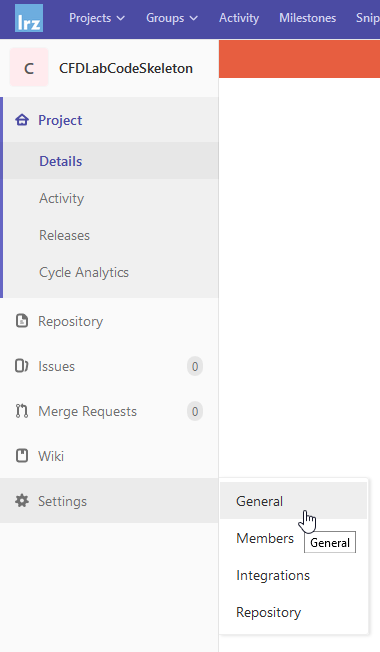 lrz Projects Groups Activity Milestones Snip
C CFDLabCodeSkeleton
Project
Details
Activity
Releases
Cycle Analytics
Repository
Issues 0
Merge Requests 0
Wiki
Settings
General
Members
General
Integrations
Repository